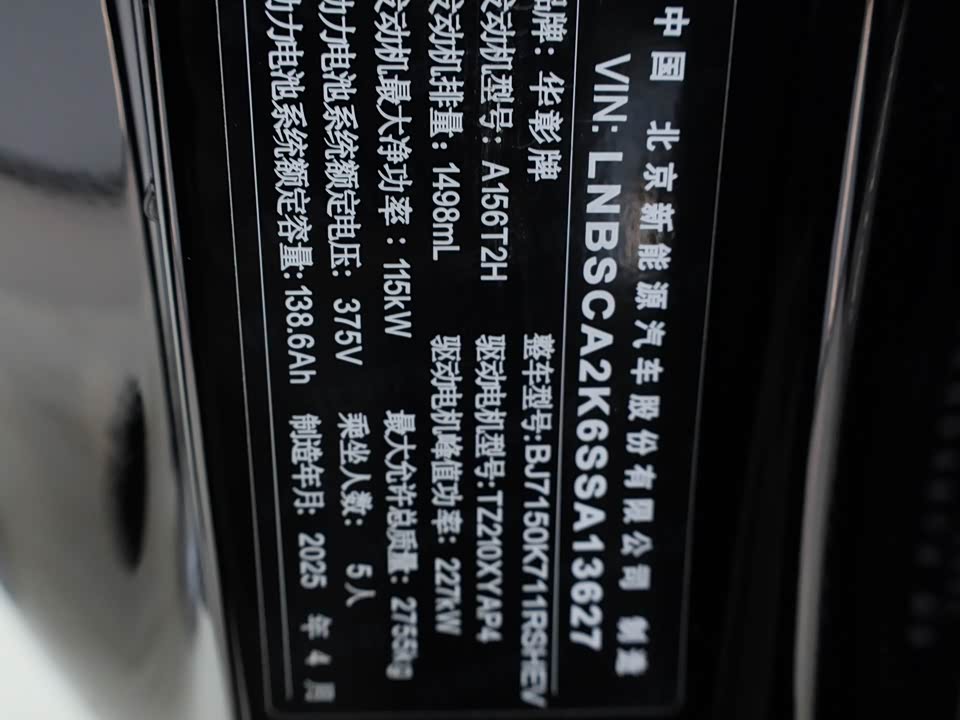 中国 北京新能源汽车股份有限公司 制造
VIN: LNBSCA2K6SSA13627
品牌: 华彰牌 整车型号:BJ7150K711RSHEV
发动机型号: A156T2H 驱动电机型号:TZ210XYAP4
发动机排量: 1498mL 驱动电机峰值功率: 227kW
发动机最大净功率: 115kW 最大允许总质量: 2755kg
动力电池系统额定电压: 375V 乘坐人数: 5人
动力电池系统额定容量:138.6Ah 制造年月: 2025 年 4 月